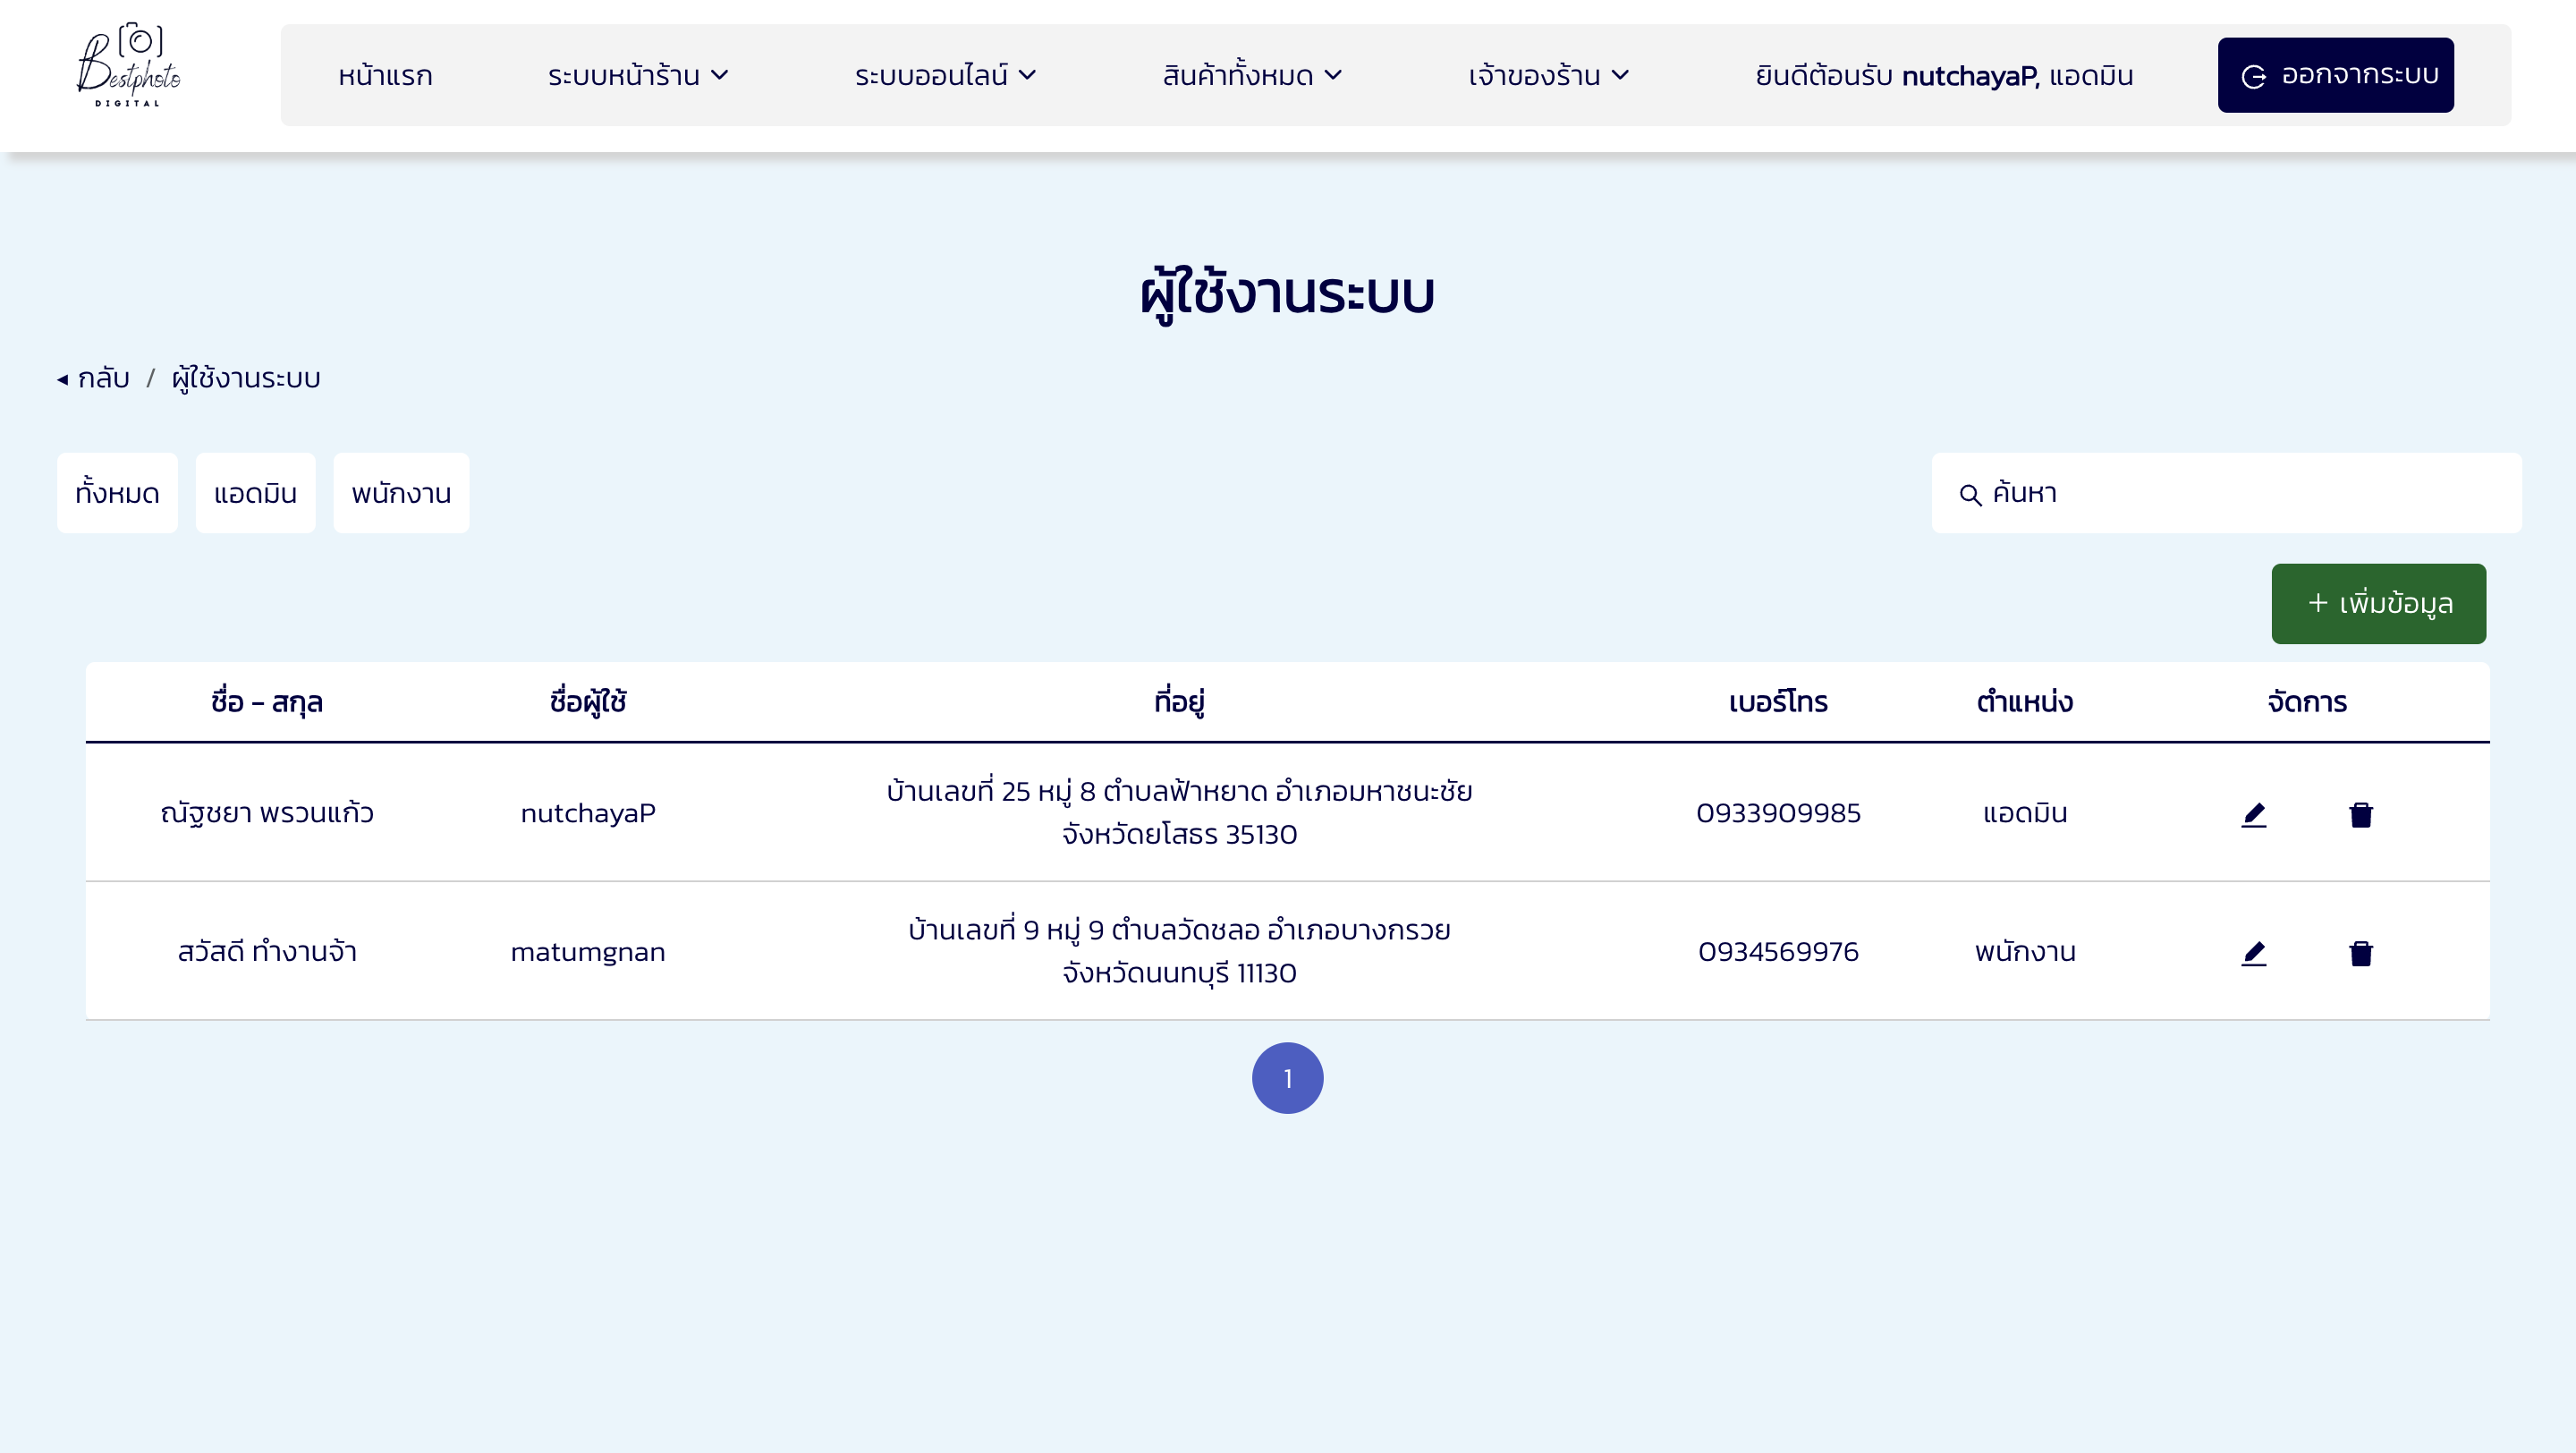 Bestphoto
DIGITAL
หน้าแรก
ระบบหน้าร้าน
ระบบออนไลน์
สินค้าทั้งหมด
เจ้าของร้าน
ยินดีต้อนรับ nutchayaP, แอดมิน
ออกจากระบบ
ผู้ใช้งานระบบ
◂ กลับ / ผู้ใช้งานระบบ
ทั้งหมด
แอดมิน
พนักงาน
ค้นหา
+ เพิ่มข้อมูล
ชื่อ - สกุล
ชื่อผู้ใช้
ที่อยู่
เบอร์โทร
ตำแหน่ง
จัดการ
ณัฐชยา พรวนแก้ว
nutchayaP
บ้านเลขที่ 25 หมู่ 8 ตำบลฟ้าหยาด อำเภอมหาชนะชัย
จังหวัดยโสธร 35130
0933909985
แอดมิน
สวัสดี ทำงานจ้า
matumgnan
บ้านเลขที่ 9 หมู่ 9 ตำบลวัดชลอ อำเภอบางกรวย
จังหวัดนนทบุรี 11130
0934569976
พนักงาน
1